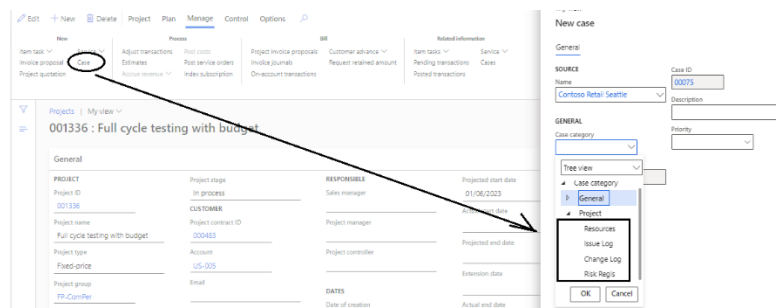 Edit + New Delete Project Plan Manage Control Options
New Process Bill Related information
Item task Service Adjust transactions Post costs Project invoice proposals Customer advance Item tasks Service
Invoice proposal Case Estimates Post service orders Invoice journals Request retained amount Pending transactions Cases
Project quotation Accrue revenue Index subscription On-account transactions Posted transactions
Projects | My view
001336 : Full cycle testing with budget
General
PROJECT
Project ID
001336
Project name
Full cycle testing with budget
Project type
Fixed-price
Project group
FP-ComPer
Project stage
In process
CUSTOMER
Project contract ID
000483
Account
US-005
Email
RESPONSIBLE
Sales manager
Project manager
Project controller
DATES
Date of creation
Projected start date
01/06/2023
Actual start date
Projected end date
Extension date
Actual end date
New case
General
SOURCE
Name
Contoso Retail Seattle
GENERAL
Case category
Case ID
00075
Description
Priority
Tree view
Case category
General
Project
Resources
Issue Log
Change Log
Risk Regis
OK Cancel